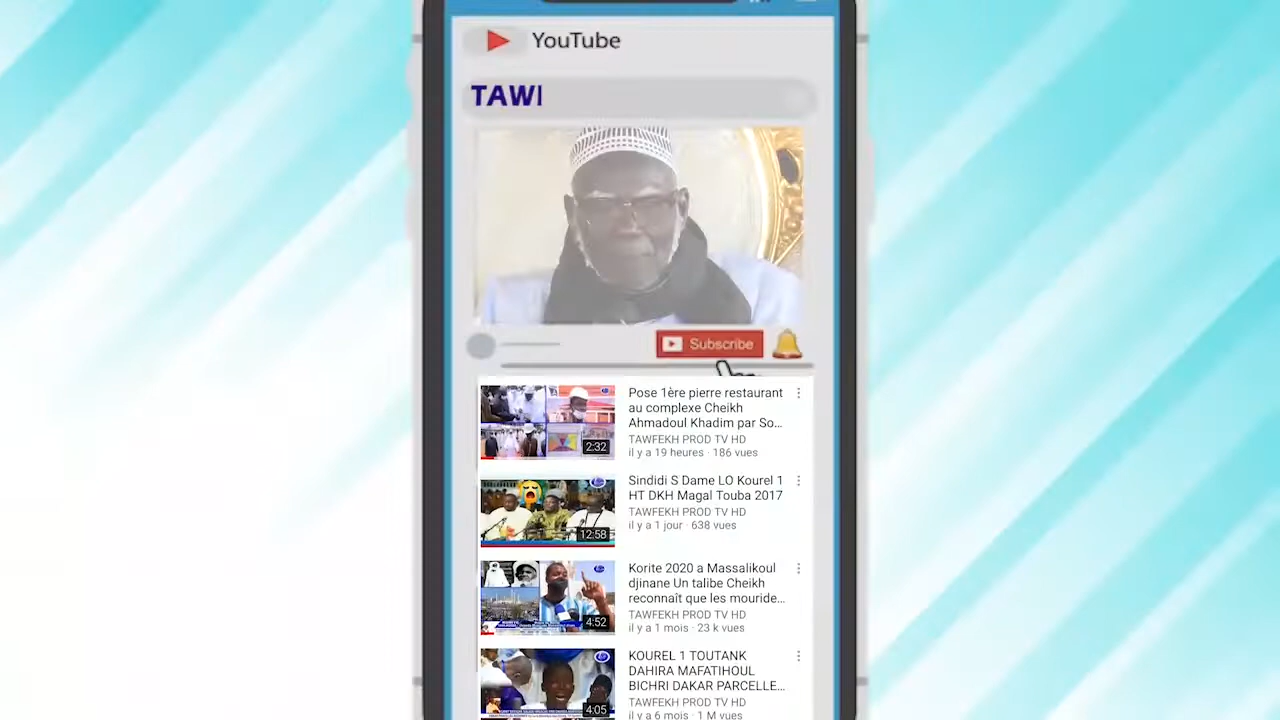 YouTube
TAWI
Subscribe
Pose 1ère pierre restaurant
au complexe Cheikh
Ahmadoul Khadim par So...
TAWFEKH PROD TV HD
il y a 19 heures · 186 vues
2:32
Sindidi S Dame LO Kourel 1
HT DKH Magal Touba 2017
TAWFEKH PROD TV HD
il y a 1 jour · 638 vues
12:58
Korite 2020 a Massalikoul
djinane Un talibe Cheikh
reconnaît que les mouride...
TAWFEKH PROD TV HD
il y a 1 mois · 23 k vues
4:52
KOUREL 1 TOUTANK
DAHIRA MAFATIHOUL
BICHRI DAKAR PARCELLE...
TAWFEKH PROD TV HD
il y a 6 mois · 1 M vues
4:05